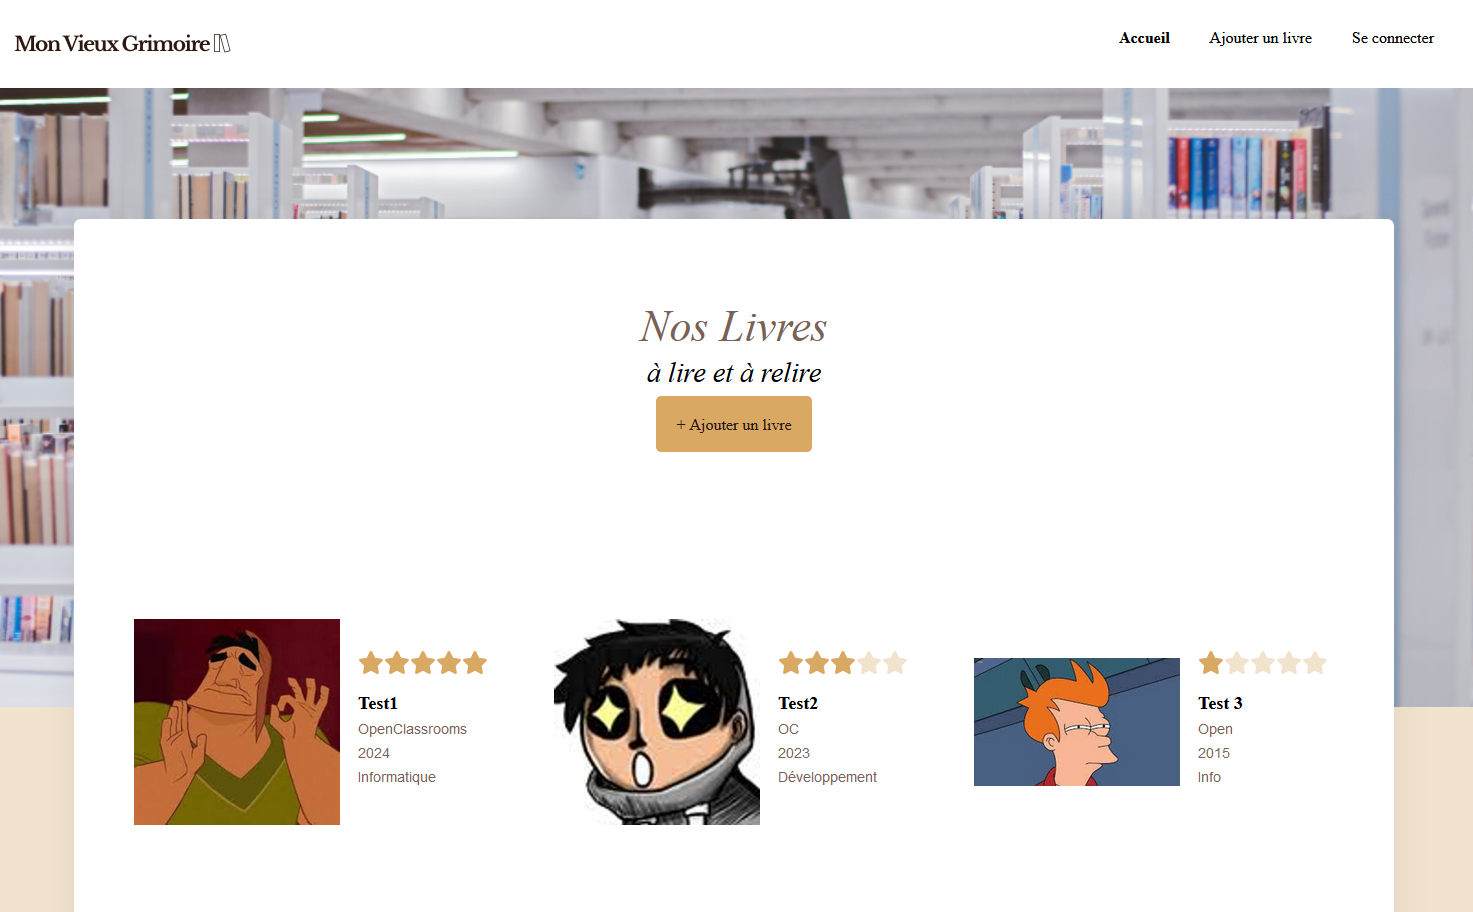 Mon Vieux Grimoire
Accueil
Ajouter un livre
Se connecter
Nos Livres
à lire et à relire
+ Ajouter un livre
Test1
OpenClassrooms
2024
Informatique
Test2
OC
2023
Développement
Test 3
Open
2015
Info